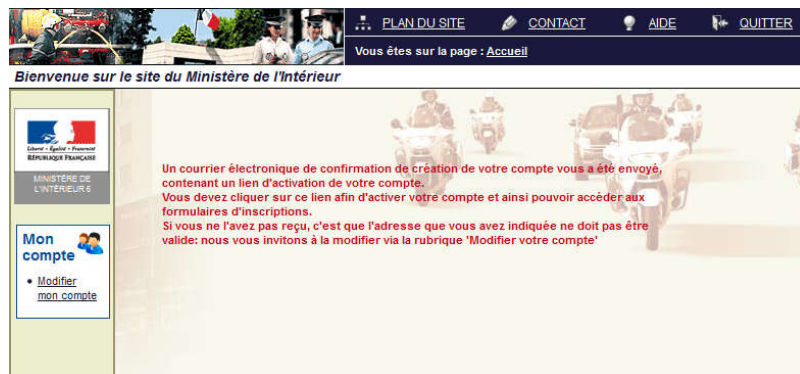 PLAN DU SITE
CONTACT
AIDE
QUITTER
Vous êtes sur la page : Accueil
Bienvenue sur le site du Ministère de l'Intérieur
Liberté • Égalité • Fraternité
RÉPUBLIQUE FRANÇAISE
MINISTÈRE DE
L'INTÉRIEUR 6
Mon
compte
• Modifier
mon compte
Un courrier électronique de confirmation de création de votre compte vous a été envoyé,
contenant un lien d'activation de votre compte.
Vous devez cliquer sur ce lien afin d'activer votre compte et ainsi pouvoir accéder aux
formulaires d'inscriptions.
Si vous ne l'avez pas reçu, c'est que l'adresse que vous avez indiquée ne doit pas être
valide: nous vous invitons à la modifier via la rubrique 'Modifier votre compte'